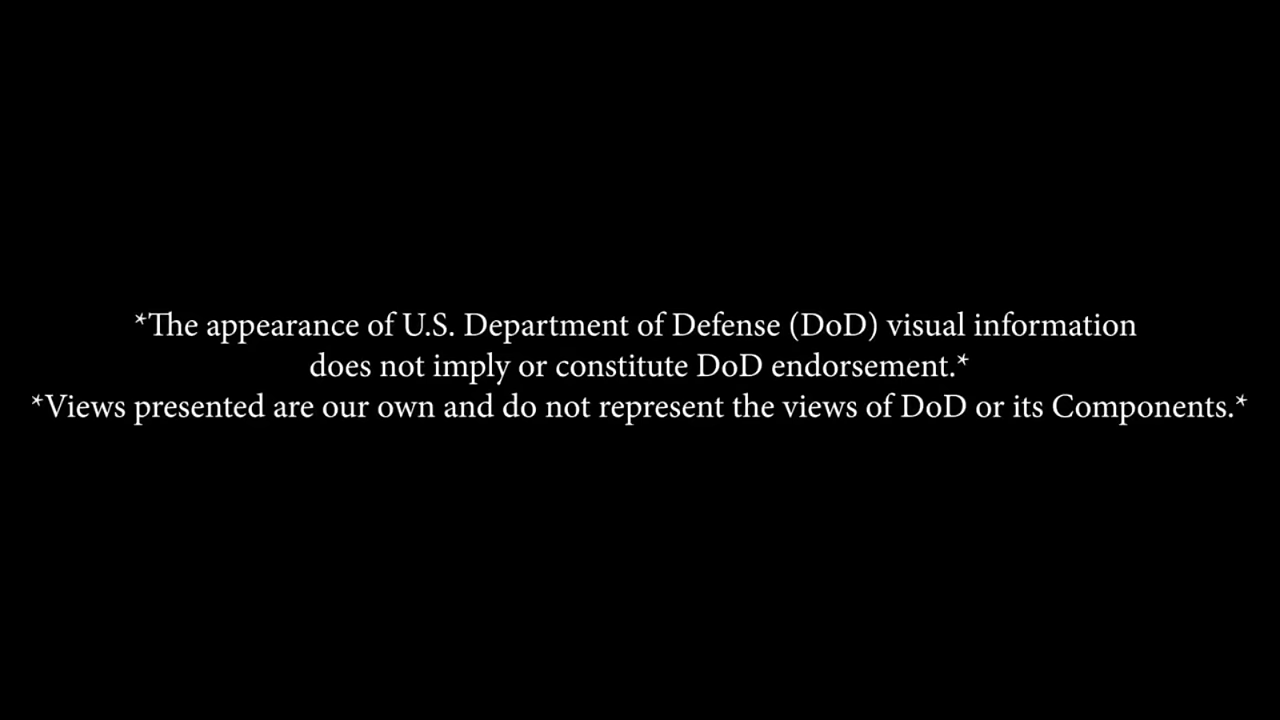 *The appearance of U.S. Department of Defense (DoD) visual information
does not imply or constitute DoD endorsement.*
*Views presented are our own and do not represent the views of DoD or its Components.*